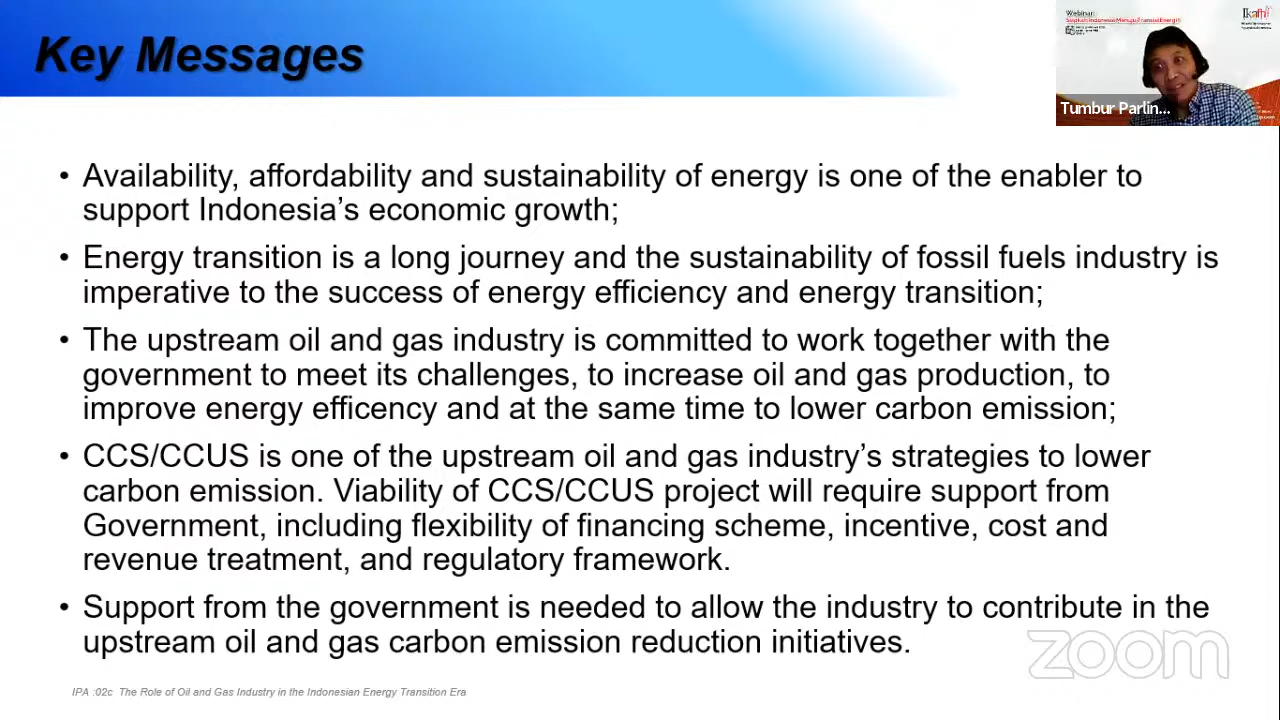 Key Messages
Webinar:
Tumbur Parlin...
• Availability, affordability and sustainability of energy is one of the enabler to
support Indonesia’s economic growth;
• Energy transition is a long journey and the sustainability of fossil fuels industry is
imperative to the success of energy efficiency and energy transition;
• The upstream oil and gas industry is committed to work together with the
government to meet its challenges, to increase oil and gas production, to
improve energy efficency and at the same time to lower carbon emission;
• CCS/CCUS is one of the upstream oil and gas industry’s strategies to lower
carbon emission. Viability of CCS/CCUS project will require support from
Government, including flexibility of financing scheme, incentive, cost and
revenue treatment, and regulatory framework.
• Support from the government is needed to allow the industry to contribute in the
upstream oil and gas carbon emission reduction initiatives.
zoom
IPA :02c The Role of Oil and Gas Industry in the Indonesian Energy Transition Era